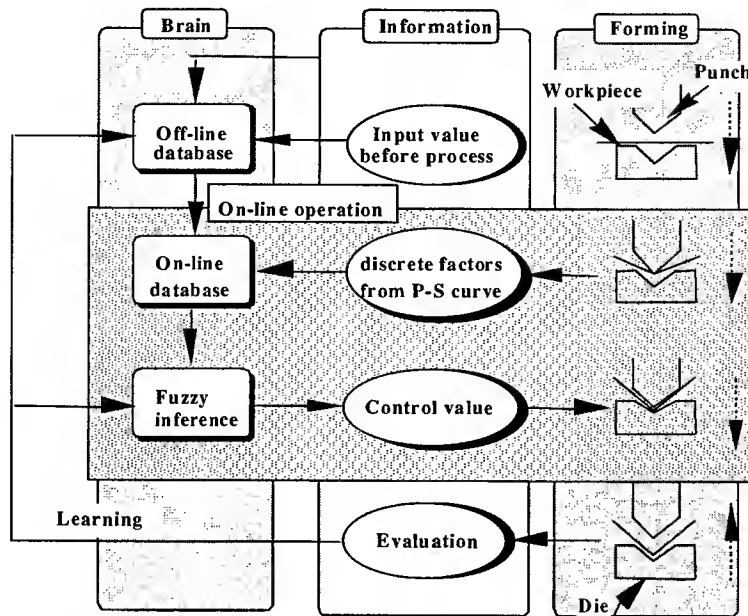 Brain
Information
Forming
Punch
Workpiece
Off-line
database
Input value
before process
On-line operation
On-line
database
discrete factors
from P-S curve
Fuzzy
inference
Control value
Learning
Evaluation
Die